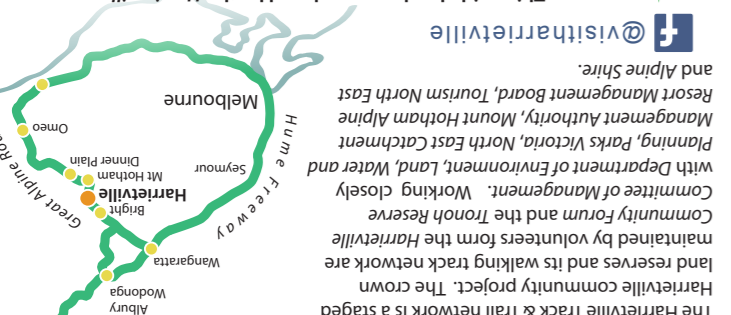 The Harrietville Track & Trail network is a staged
Harrietville community project. The crown
land reserves and its walking track network are
maintained by volunteers form the Harrietville
Community Forum and the Tronoh Reserve
Committee of Management. Working closely
with Department of Environment, Land, Water and
Planning, Parks Victoria, North East Catchment
Management Authority, Mount Hotham Alpine
Resort Management Board, Tourism North East
and Alpine Shire.
f @visitharrietville
Albury
Wodonga
Wangaratta
Hume Freeway
Bright
Harrietville
Mt Hotham
Dinner Plain
Great Alpine
Omeo
Seymour
Melbourne